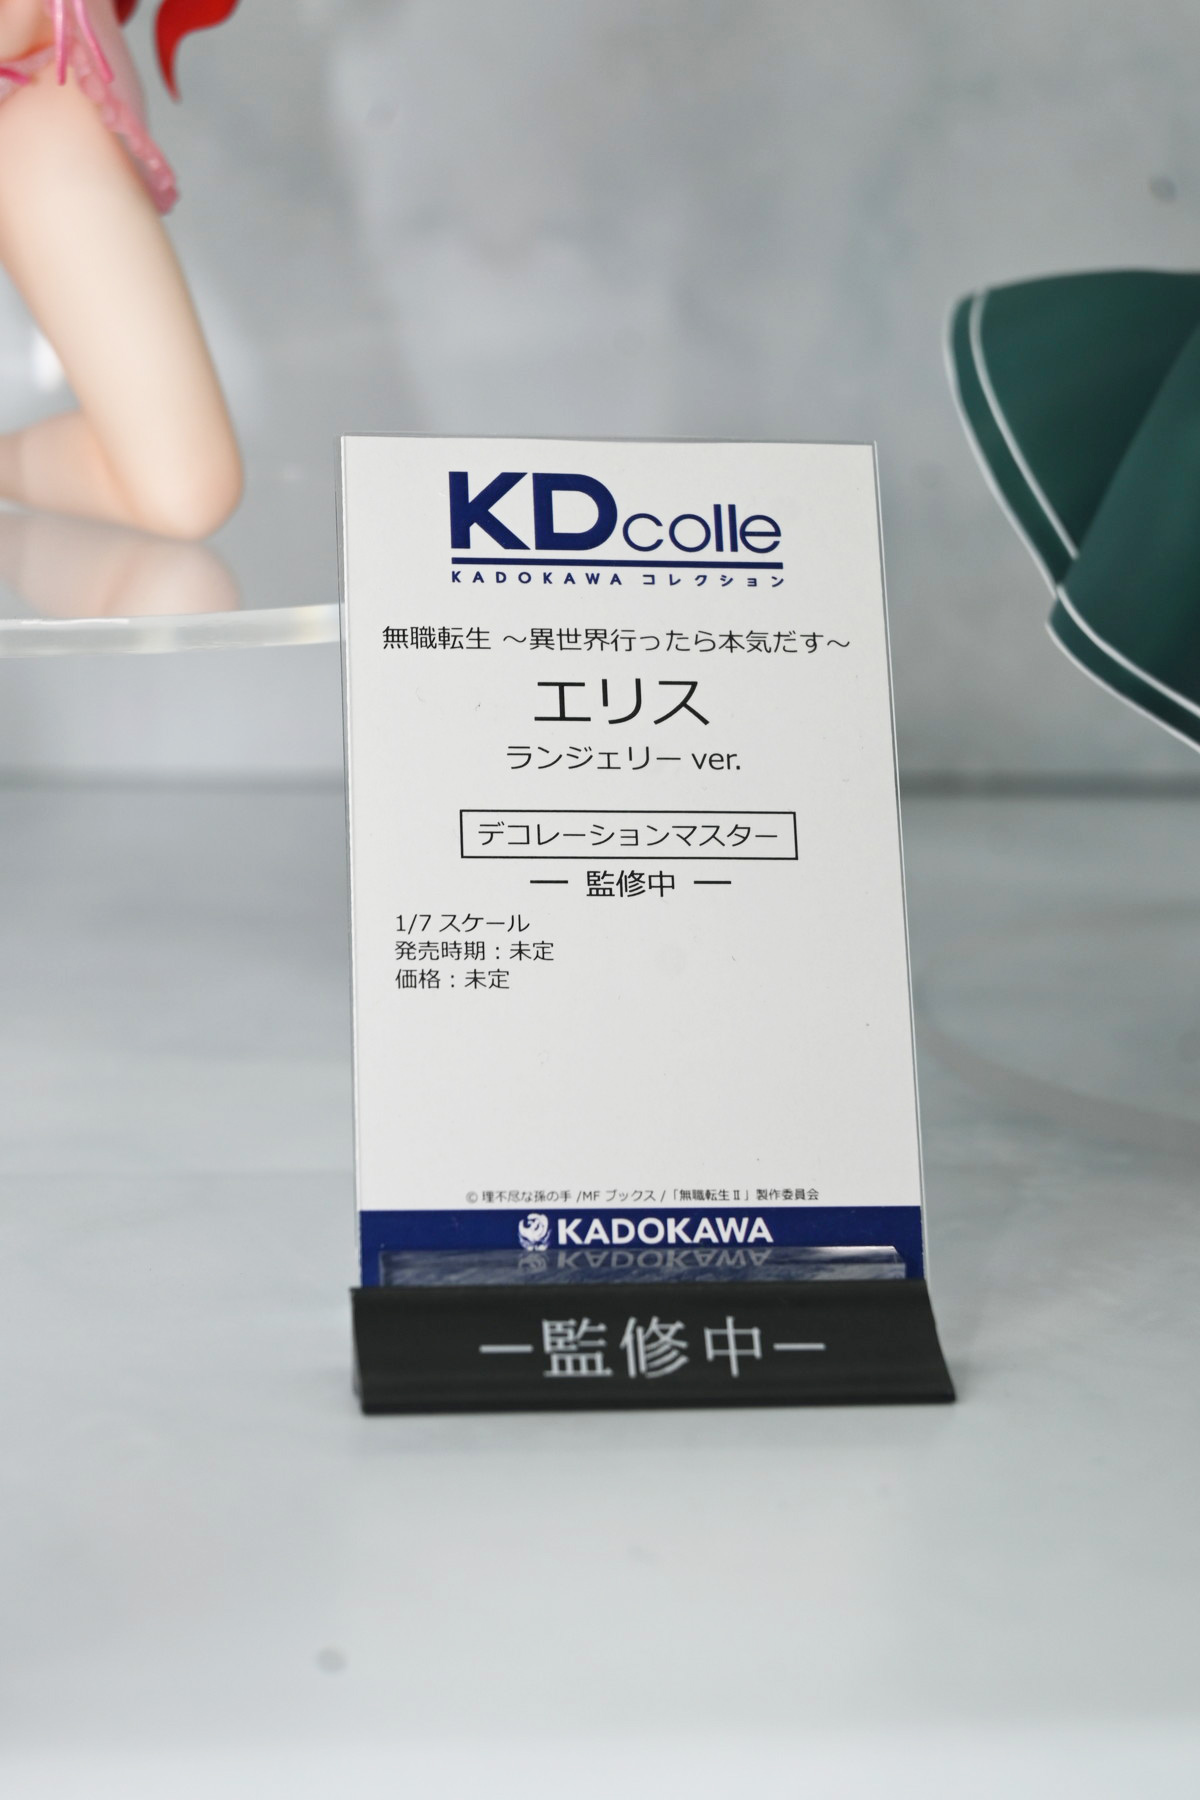 KDcolle
KADOKAWA コレクション
無職転生 ～異世界行ったら本気だす～
エリス
ランジェリー ver.
デコレーションマスター
― 監修中 ―
1/7 スケール
発売時期：未定
価格：未定
© 理不尽な孫の手 /MF ブックス /「無職転生Ⅱ」製作委員会
KADOKAWA
―監修中―